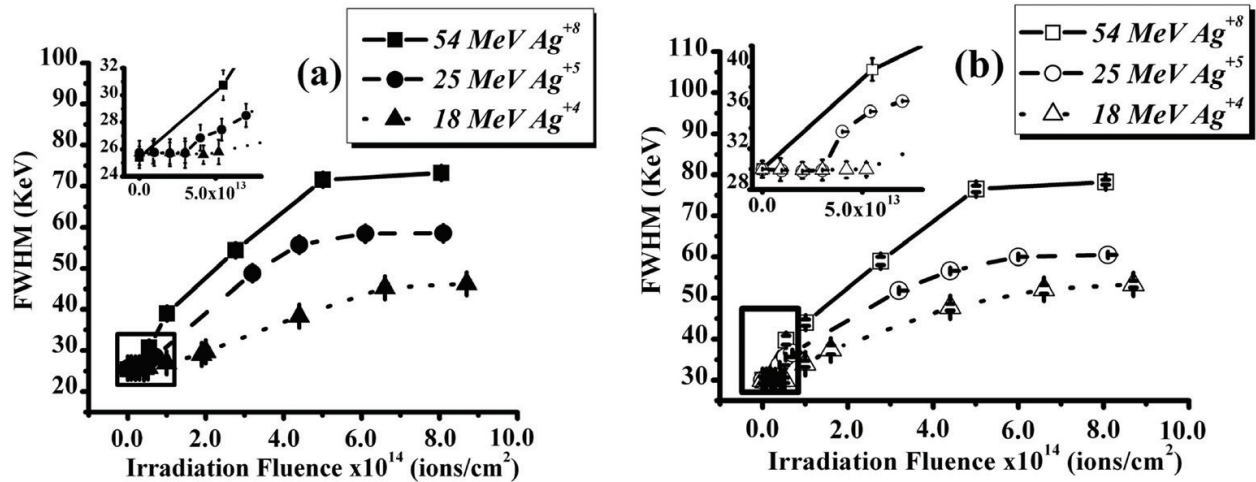 (a)
54 MeV Ag+8
25 MeV Ag+5
18 MeV Ag+4
FWHM (KeV)
100
90
80
70
60
50
40
30
20
0.0 2.0 4.0 6.0 8.0 10.0
Irradiation Fluence x10^14 (ions/cm^2)
32
30
28
26
24
0.0 5.0x10^13
(b)
54 MeV Ag+8
25 MeV Ag+5
18 MeV Ag+4
FWHM (KeV)
110
100
90
80
70
60
50
40
30
0.0 2.0 4.0 6.0 8.0 10.0
Irradiation Fluence x10^14 (ions/cm^2)
40
36
30
28
0.0 5.0x10^13